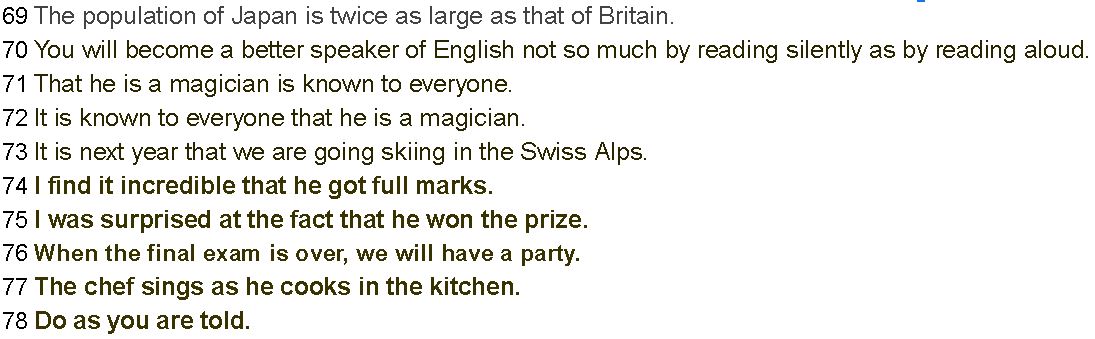 69 The population of Japan is twice as large as that of Britain.
70 You will become a better speaker of English not so much by reading silently as by reading aloud.
71 That he is a magician is known to everyone.
72 It is known to everyone that he is a magician.
73 It is next year that we are going skiing in the Swiss Alps.
74 I find it incredible that he got full marks.
75 I was surprised at the fact that he won the prize.
76 When the final exam is over, we will have a party.
77 The chef sings as he cooks in the kitchen.
78 Do as you are told.